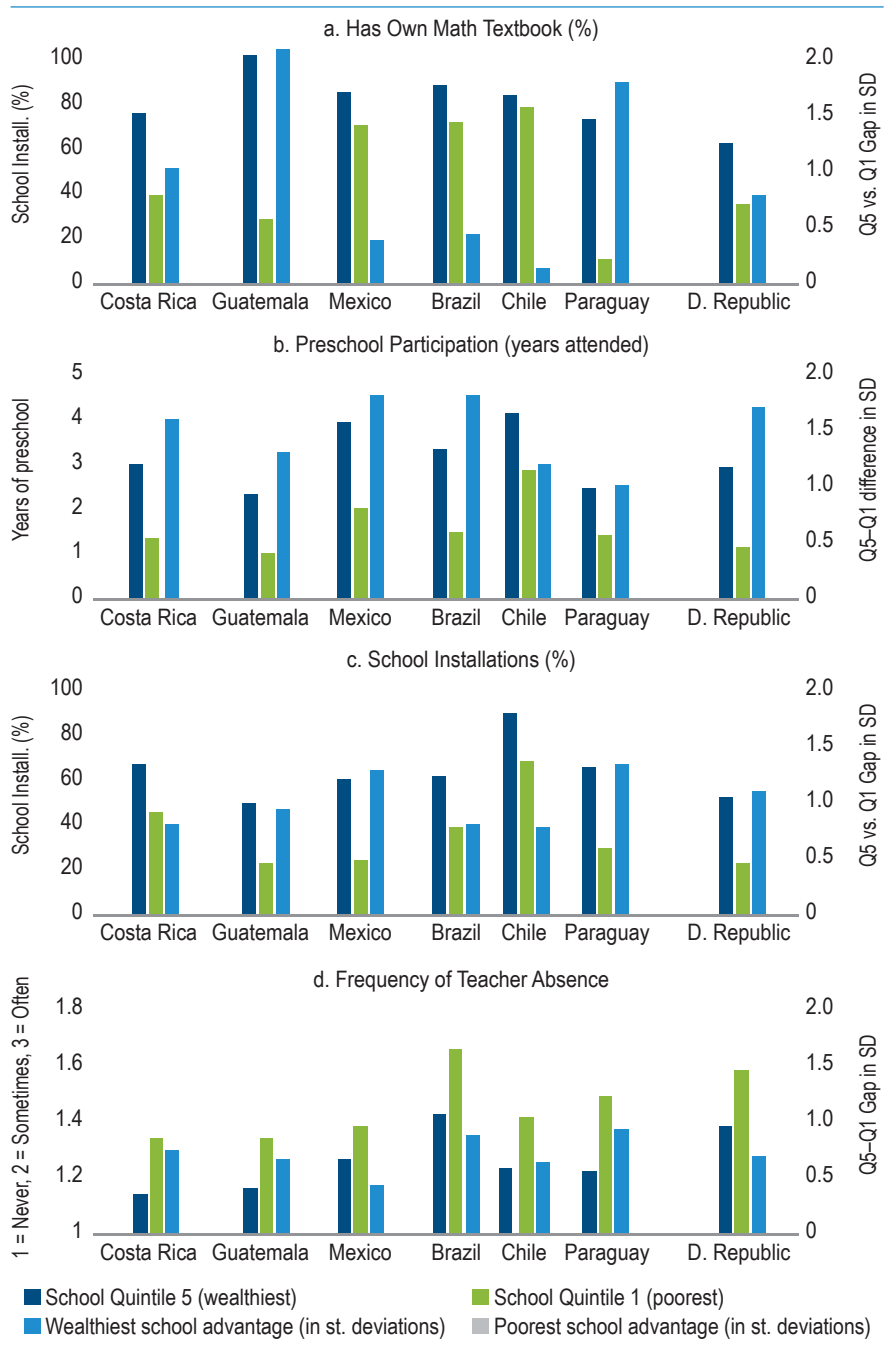 a. Has Own Math Textbook (%)
School Install. (%)
100
80
60
40
20
0
2.0
1.5
1.0
0.5
0
Q5 vs. Q1 Gap in SD
Costa Rica Guatemala Mexico Brazil Chile Paraguay D. Republic
b. Preschool Participation (years attended)
Years of preschool
5
4
3
2
1
0
2.0
1.5
1.0
0.5
0
Q5–Q1 difference in SD
Costa Rica Guatemala Mexico Brazil Chile Paraguay D. Republic
c. School Installations (%)
School Install. (%)
100
80
60
40
20
0
2.0
1.5
1.0
0.5
0
Q5 vs. Q1 Gap in SD
Costa Rica Guatemala Mexico Brazil Chile Paraguay D. Republic
d. Frequency of Teacher Absence
1 = Never, 2 = Sometimes, 3 = Often
1.8
1.6
1.4
1.2
1
2.0
1.5
1.0
0.5
0
Q5–Q1 Gap in SD
Costa Rica Guatemala Mexico Brazil Chile Paraguay D. Republic
School Quintile 5 (wealthiest) School Quintile 1 (poorest)
Wealthiest school advantage (in st. deviations) Poorest school advantage (in st. deviations)